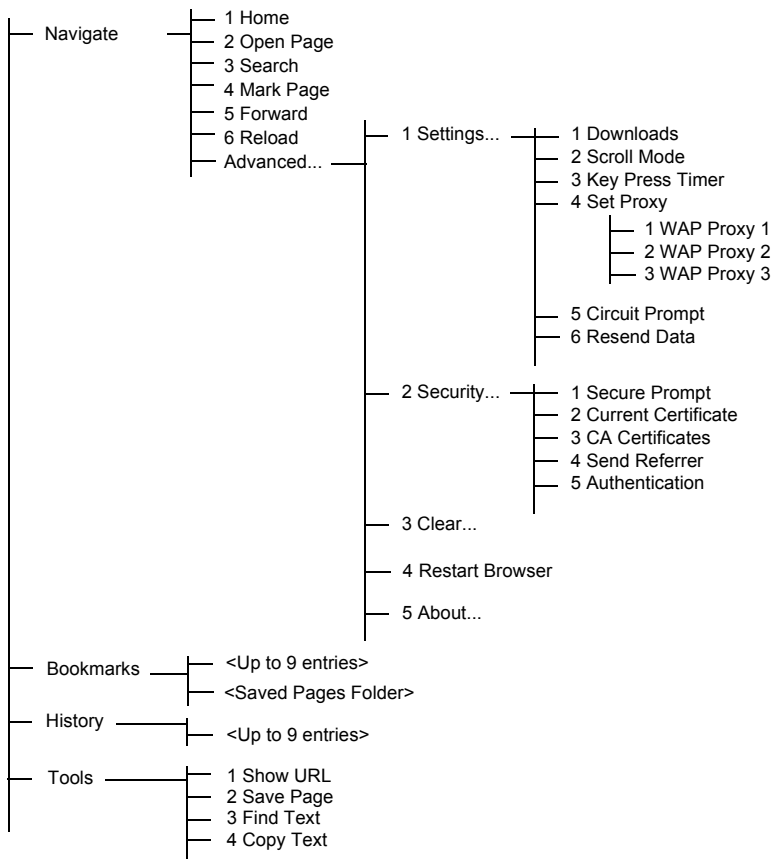 Navigate
1 Home
2 Open Page
3 Search
4 Mark Page
5 Forward
6 Reload
Advanced...
1 Settings...
1 Downloads
2 Scroll Mode
3 Key Press Timer
4 Set Proxy
1 WAP Proxy 1
2 WAP Proxy 2
3 WAP Proxy 3
5 Circuit Prompt
6 Resend Data
2 Security...
1 Secure Prompt
2 Current Certificate
3 CA Certificates
4 Send Referrer
5 Authentication
3 Clear...
4 Restart Browser
5 About...
Bookmarks
<Up to 9 entries>
<Saved Pages Folder>
History
<Up to 9 entries>
Tools
1 Show URL
2 Save Page
3 Find Text
4 Copy Text